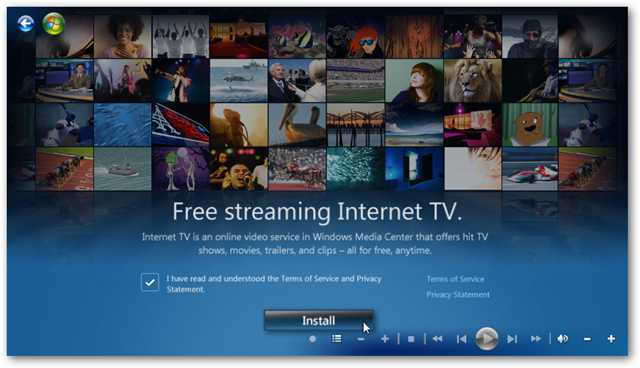 Free streaming Internet TV.
Internet TV is an online video service in Windows Media Center that offers hit TV
shows, movies, trailers, and clips – all for free, anytime.
I have read and understood the Terms of Service and Privacy
Statement.
Terms of Service
Privacy Statement
Install